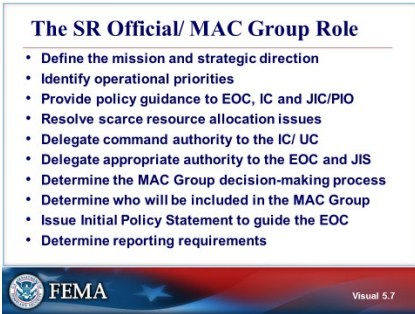 The SR Official/ MAC Group Role
• Define the mission and strategic direction
• Identify operational priorities
• Provide policy guidance to EOC, IC and JIC/PIO
• Resolve scarce resource allocation issues
• Delegate command authority to the IC/ UC
• Delegate appropriate authority to the EOC and JIS
• Determine the MAC Group decision-making process
• Determine who will be included in the MAC Group
• Issue Initial Policy Statement to guide the EOC
• Determine reporting requirements
FEMA
Visual 5.7